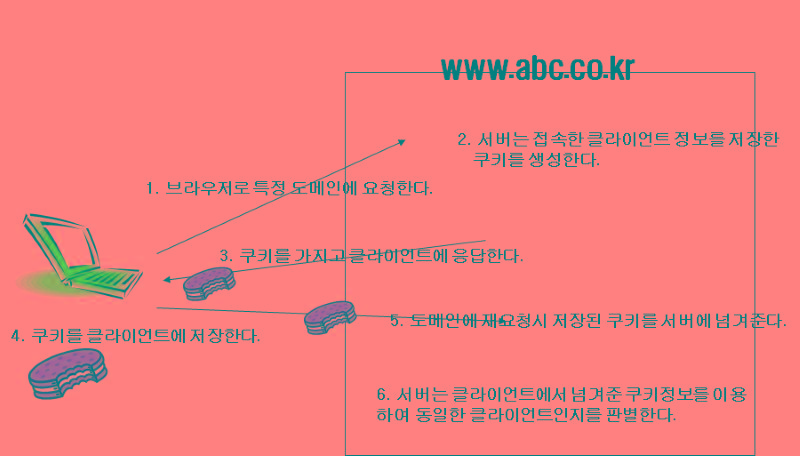 www.abc.co.kr
2. 서버는 접속한 클라이언트 정보를 저장한
쿠키를 생성한다.
1. 브라우저로 특정 도메인에 요청한다.
3. 쿠키를 가지고 클라이언트에 응답한다.
5. 도메인에 재요청시 저장된 쿠키를 서버에 넘겨준다.
4. 쿠키를 클라이언트에 저장한다.
6. 서버는 클라이언트에서 넘겨준 쿠키정보를 이용
하여 동일한 클라이언트인지를 판별한다.